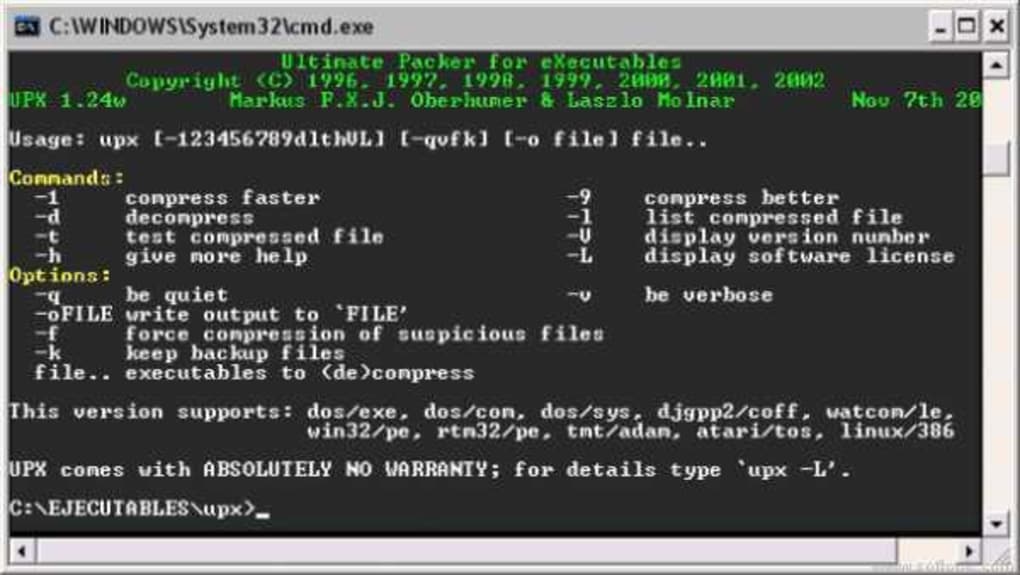 C:\WINDOWS\System32\cmd.exe
Ultimate Packer for eXecutables
Copyright (C) 1996, 1997, 1998, 1999, 2000, 2001, 2002
UPX 1.24w Markus F.X.J. Oberhumer & Laszlo Molnar Nov 7th 20
Usage: upx [-123456789dlthVL] [-qvfk] [-o file] file..
Commands:
-1 compress faster -9 compress better
-d decompress -l list compressed file
-t test compressed file -V display version number
-h give more help -L display software license
Options:
-q be quiet -v be verbose
-oFILE write output to `FILE'
-f force compression of suspicious files
-k keep backup files
file.. executables to (de)compress
This version supports: dos/exe, dos/com, dos/sys, djgpp2/coff, watcom/le,
win32/pe, rtm32/pe, tmt/adam, atari/tos, linux/386
UPX comes with ABSOLUTELY NO WARRANTY; for details type `upx -L'.
C:\EJECUTABLES\upx>_